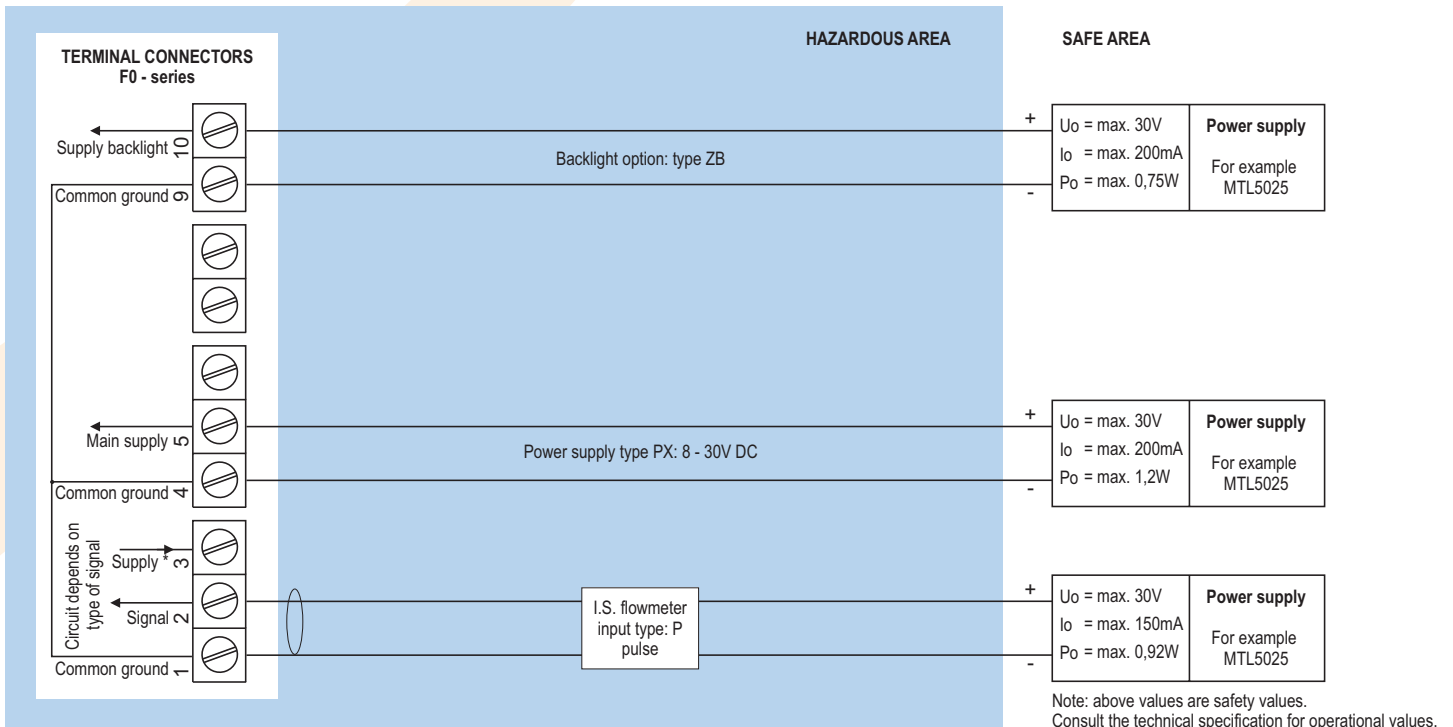 HAZARDOUS AREA
SAFE AREA
TERMINAL CONNECTORS
F0 - series
Supply backlight 10
Common ground 9
Backlight option: type ZB
+
-
Uo = max. 30V
Io = max. 200mA
Po = max. 0,75W
Power supply
For example
MTL5025
Main supply 5
Common ground 4
Power supply type PX: 8 - 30V DC
+
-
Uo = max. 30V
Io = max. 200mA
Po = max. 1,2W
Power supply
For example
MTL5025
Circuit depends on
type of signal
Supply * 3
Signal 2
Common ground 1
I.S. flowmeter
input type: P
pulse
+
-
Uo = max. 30V
Io = max. 150mA
Po = max. 0,92W
Power supply
For example
MTL5025
Note: above values are safety values.
Consult the technical specification for operational values.